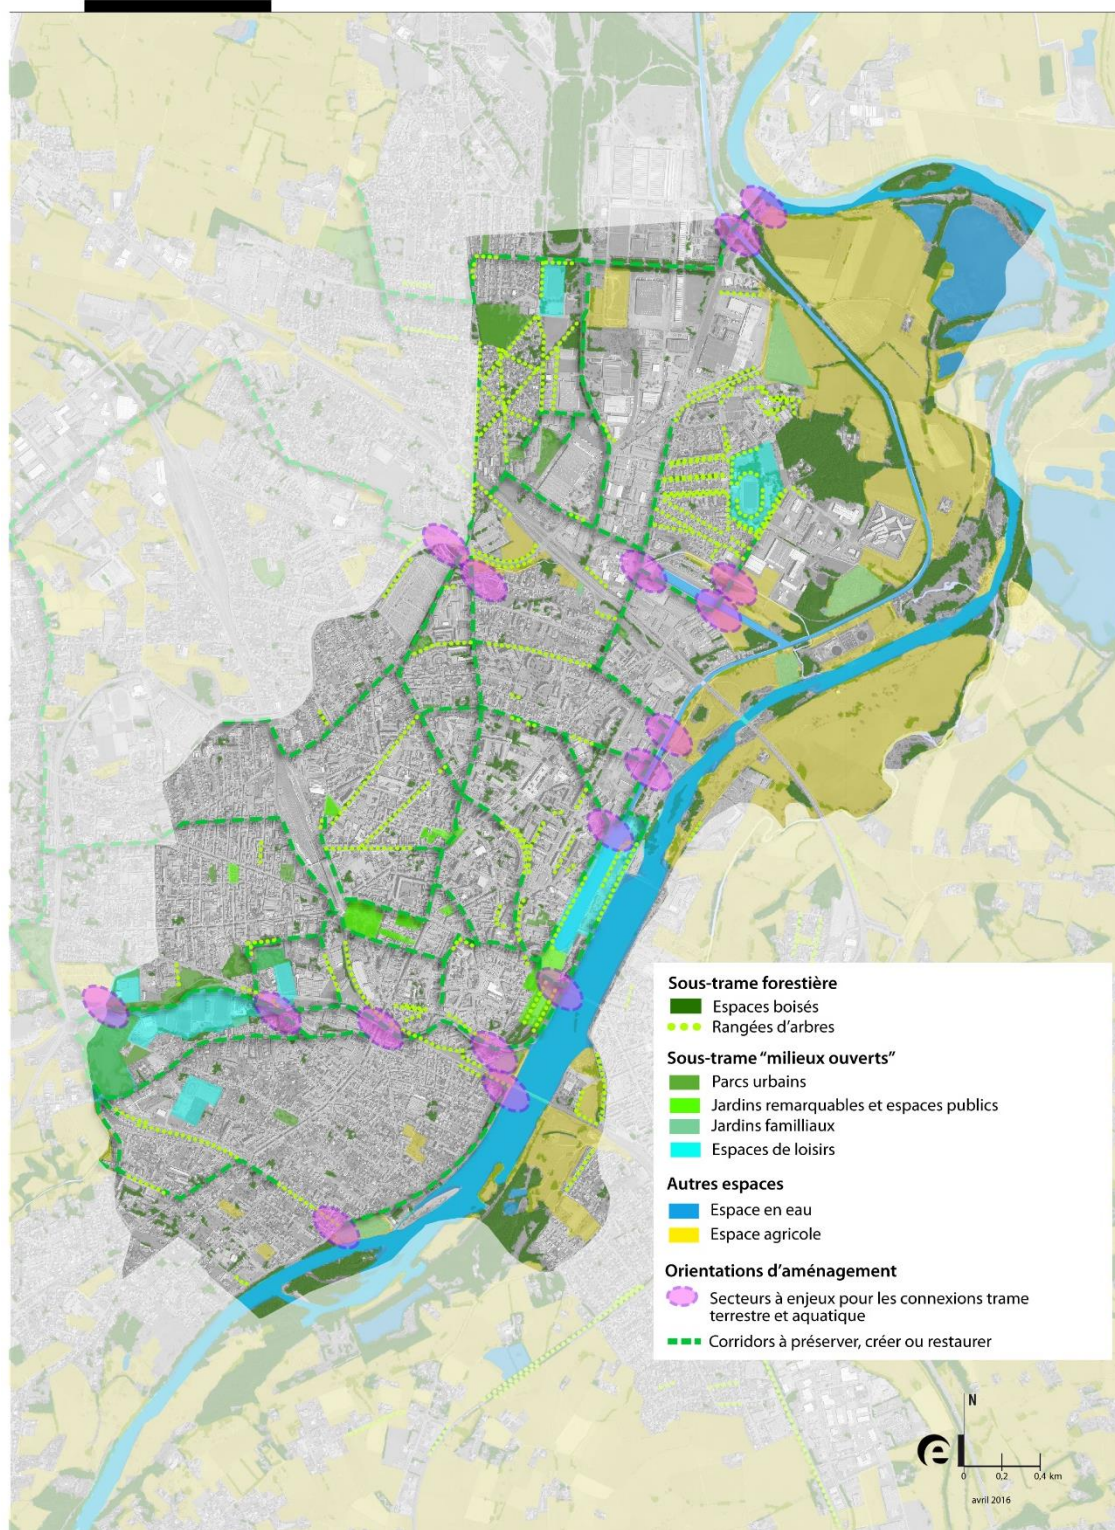 Sous-trame forestière
Espaces boisés
Rangées d’arbres
Sous-trame “milieux ouverts”
Parcs urbains
Jardins remarquables et espaces publics
Jardins familliaux
Espaces de loisirs
Autres espaces
Espace en eau
Espace agricole
Orientations d’aménagement
Secteurs à enjeux pour les connexions trame
terrestre et aquatique
Corridors à préserver, créer ou restaurer
N
e
0 0,2 0,4 km
avril 2016